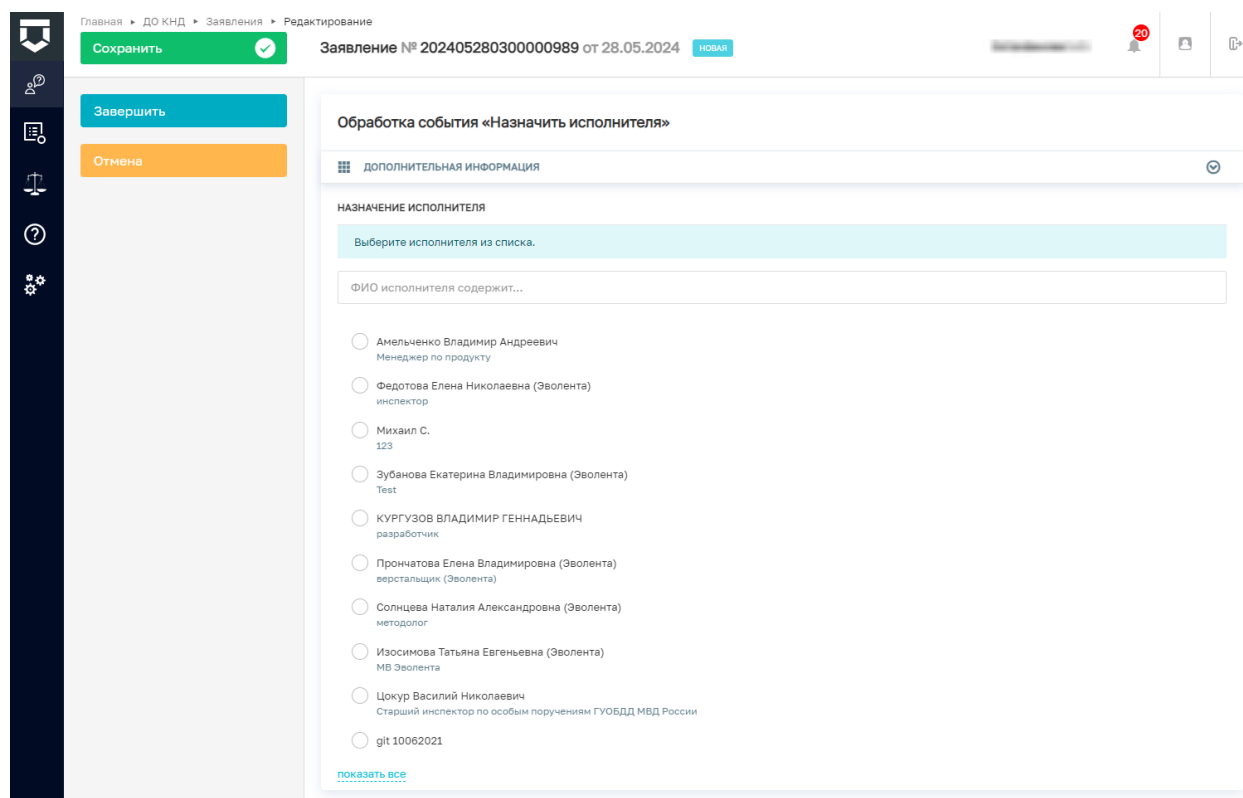 Главная ▸ ДО КНД ▸ Заявления ▸ Редактирование
Сохранить
Заявление № 202405280300000989 от 28.05.2024 НОВАЯ
20
Завершить
Отмена
Обработка события «Назначить исполнителя»
ДОПОЛНИТЕЛЬНАЯ ИНФОРМАЦИЯ
НАЗНАЧЕНИЕ ИСПОЛНИТЕЛЯ
Выберите исполнителя из списка.
ФИО исполнителя содержит...
Амельченко Владимир Андреевич
Менеджер по продукту
Федотова Елена Николаевна (Эволента)
инспектор
Михаил С.
123
Зубанова Екатерина Владимировна (Эволента)
Test
КУРГУЗОВ ВЛАДИМИР ГЕННАДЬЕВИЧ
разработчик
Прончатова Елена Владимировна (Эволента)
верстальщик (Эволента)
Солнцева Наталия Александровна (Эволента)
методолог
Изосимова Татьяна Евгеньевна (Эволента)
МВ Эволента
Цокур Василий Николаевич
Старший инспектор по особым поручениям ГУОБДД МВД России
git 10062021
показать все